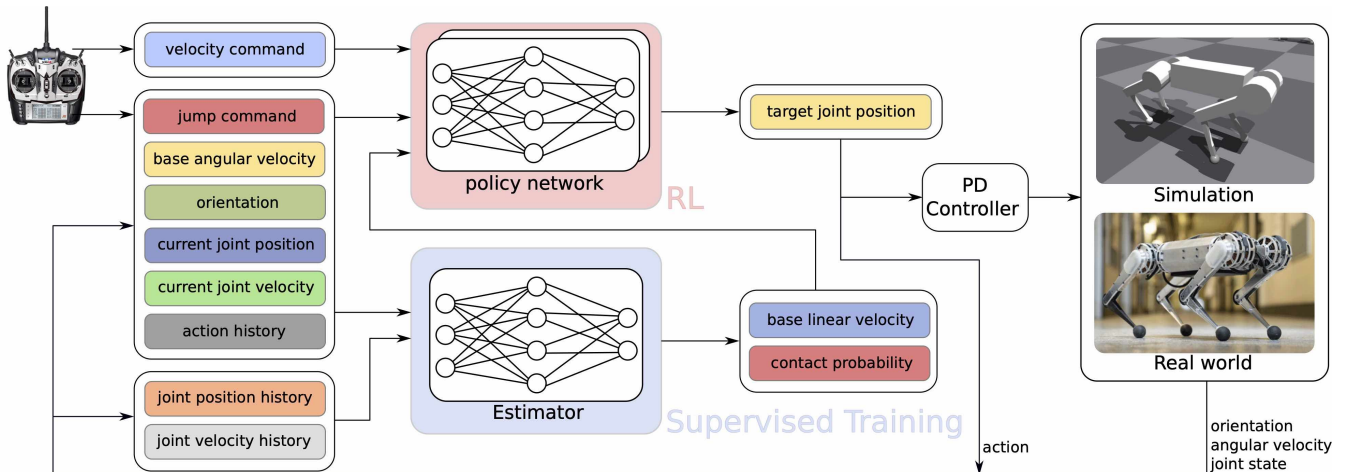 velocity command
jump command
base angular velocity
orientation
current joint position
current joint velocity
action history
joint position history
joint velocity history
policy network
RL
Estimator
Supervised Training
target joint position
base linear velocity
contact probability
PD
Controller
action
Simulation
Real world
orientation
angular velocity
joint state